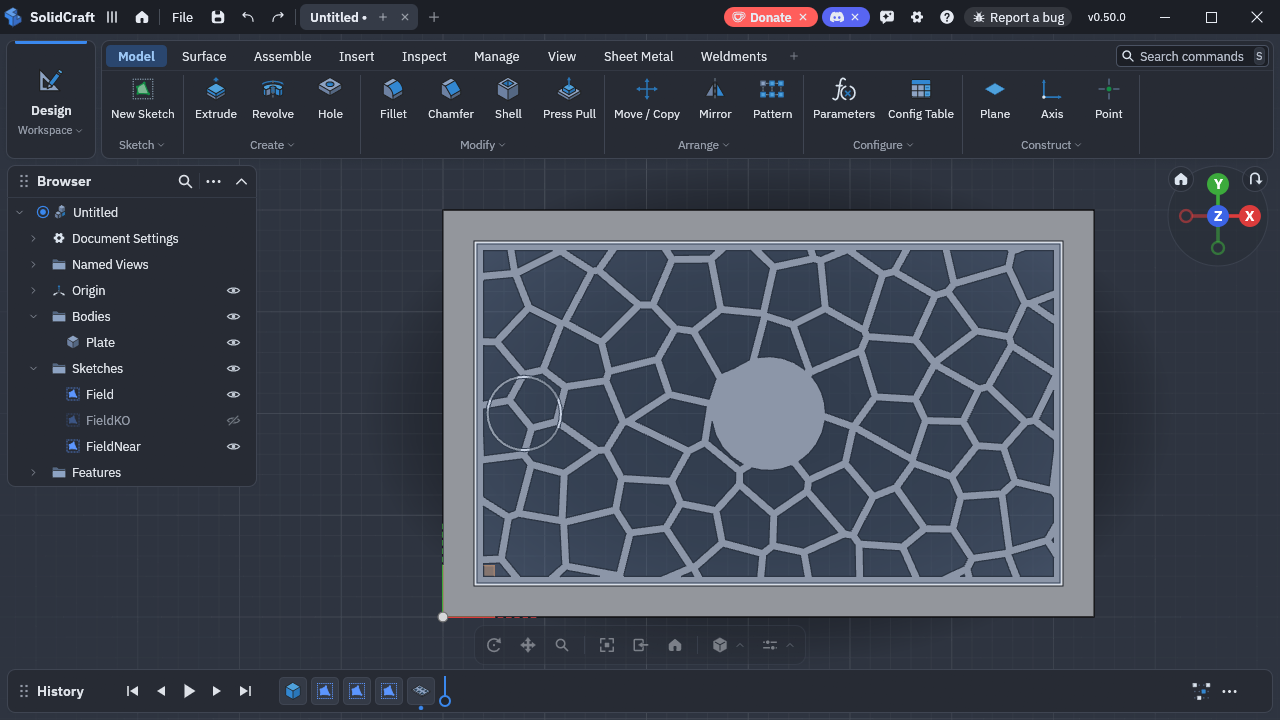 SolidCraft
File
Untitled •
Donate
Report a bug
v0.50.0
Design
Workspace
Model
Surface
Assemble
Insert
Inspect
Manage
View
Sheet Metal
Weldments
Search commands
S
New Sketch
Extrude
Revolve
Hole
Fillet
Chamfer
Shell
Press Pull
Move / Copy
Mirror
Pattern
Parameters
Config Table
Plane
Axis
Point
Sketch
Create
Modify
Arrange
Configure
Construct
Browser
Untitled
Document Settings
Named Views
Origin
Bodies
Plate
Sketches
Field
FieldKO
FieldNear
Features
Y
Z
X
History